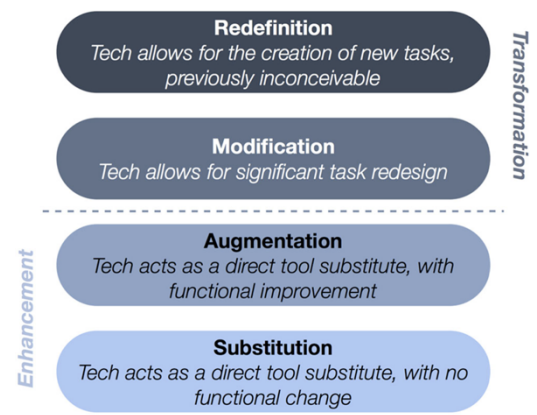 Redefinition
Tech allows for the creation of new tasks,
previously inconceivable
Transformation
Modification
Tech allows for significant task redesign
Augmentation
Tech acts as a direct tool substitute, with
functional improvement
Enhancement
Substitution
Tech acts as a direct tool substitute, with no
functional change